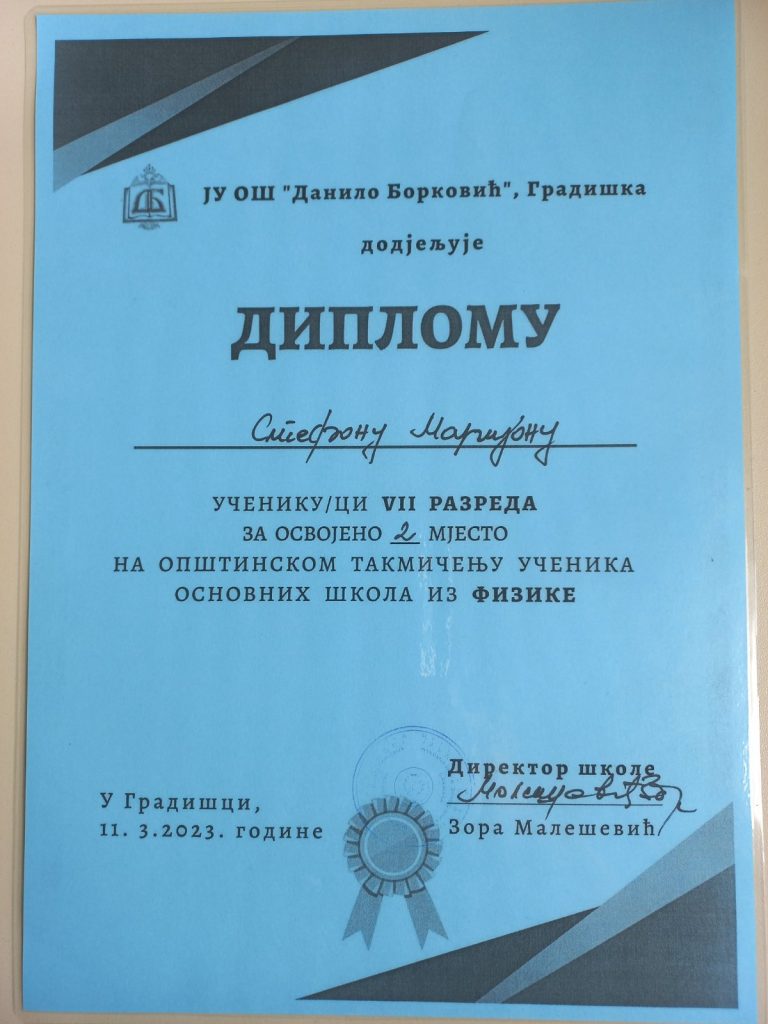 ЈУ ОШ "Данило Борковић", Градишка
додјељује
ДИПЛОМУ
Стефану Маријану
УЧЕНИКУ/ЦИ VII РАЗРЕДА
ЗА ОСВОЈЕНО 2 МЈЕСТО
НА ОПШТИНСКОМ ТАКМИЧЕЊУ УЧЕНИКА
ОСНОВНИХ ШКОЛА ИЗ ФИЗИКЕ
Директор школе
У Градишци,
11. 3.2023. године
Зора Малешевић